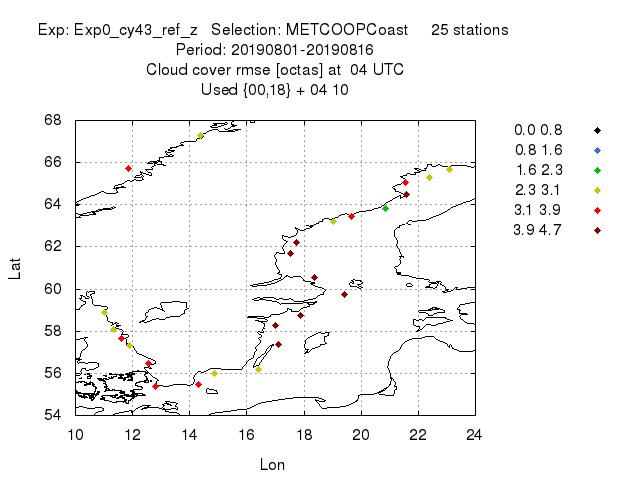 Exp: Exp0_cy43_ref_z Selection: METCOOPCoast 25 stations
Period: 20190801-20190816
Cloud cover rmse [octas] at 04 UTC
Used {00,18} + 04 10
68
66
64
62
60
58
56
54
10 12 14 16 18 20 22 24
Lat
Lon
0.0 0.8
0.8 1.6
1.6 2.3
2.3 3.1
3.1 3.9
3.9 4.7